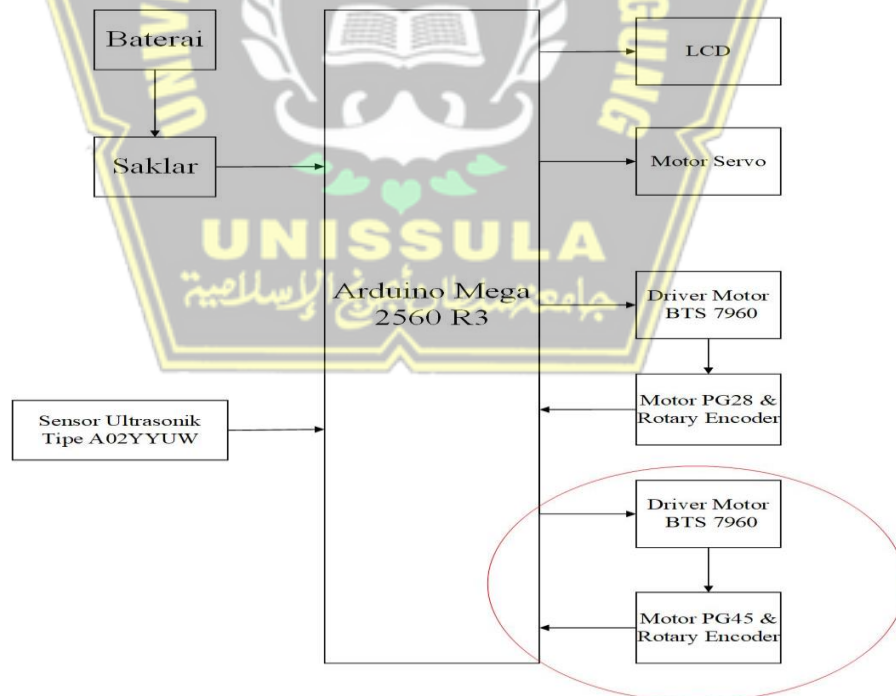 Baterai
LCD
Saklar
Motor Servo
UNISSULA
جامعة سلطان أجونج الإسلامية
Arduino Mega
2560 R3
Driver Motor
BTS 7960
Motor PG28 &
Rotary Encoder
Sensor Ultrasonik
Tipe A02YYUW
Driver Motor
BTS 7960
Motor PG45 &
Rotary Encoder